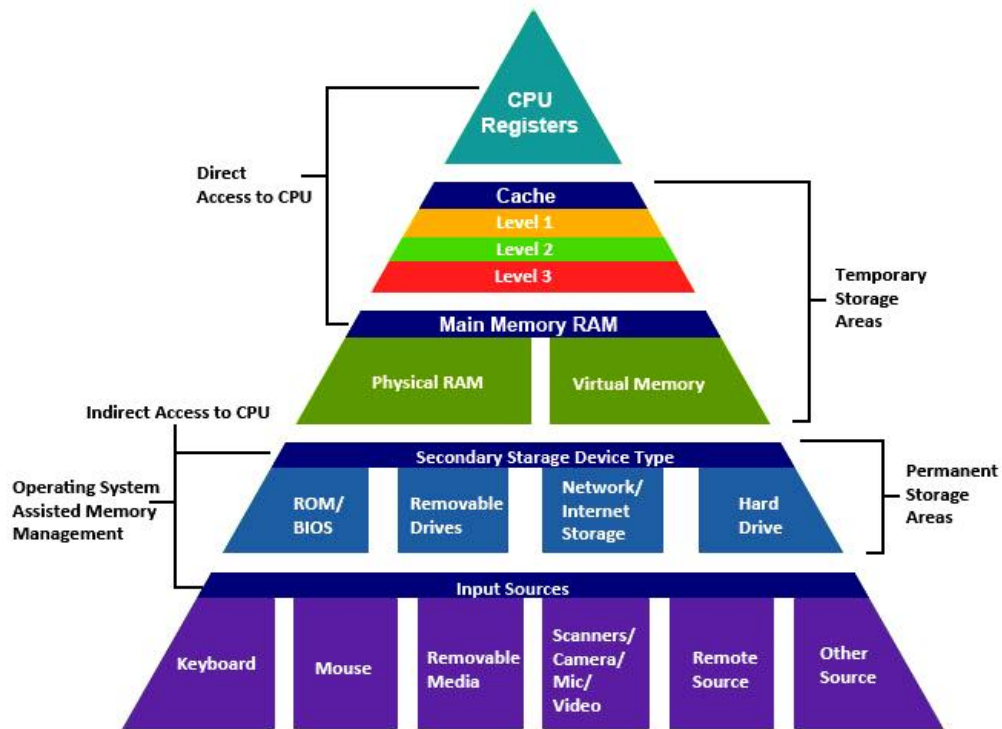 CPU
Registers
Direct
Access to CPU
Cache
Level 1
Level 2
Level 3
Temporary
Storage
Areas
Main Memory RAM
Physical RAM
Virtual Memory
Indirect Access to CPU
Operating System
Assisted Memory
Management
Secondary Starage Device Type
ROM/
BIOS
Removable
Drives
Network/
Internet
Storage
Hard
Drive
Permanent
Storage
Areas
Input Sources
Keyboard
Mouse
Removable
Media
Scanners/
Camera/
Mic/
Video
Remote
Source
Other
Source